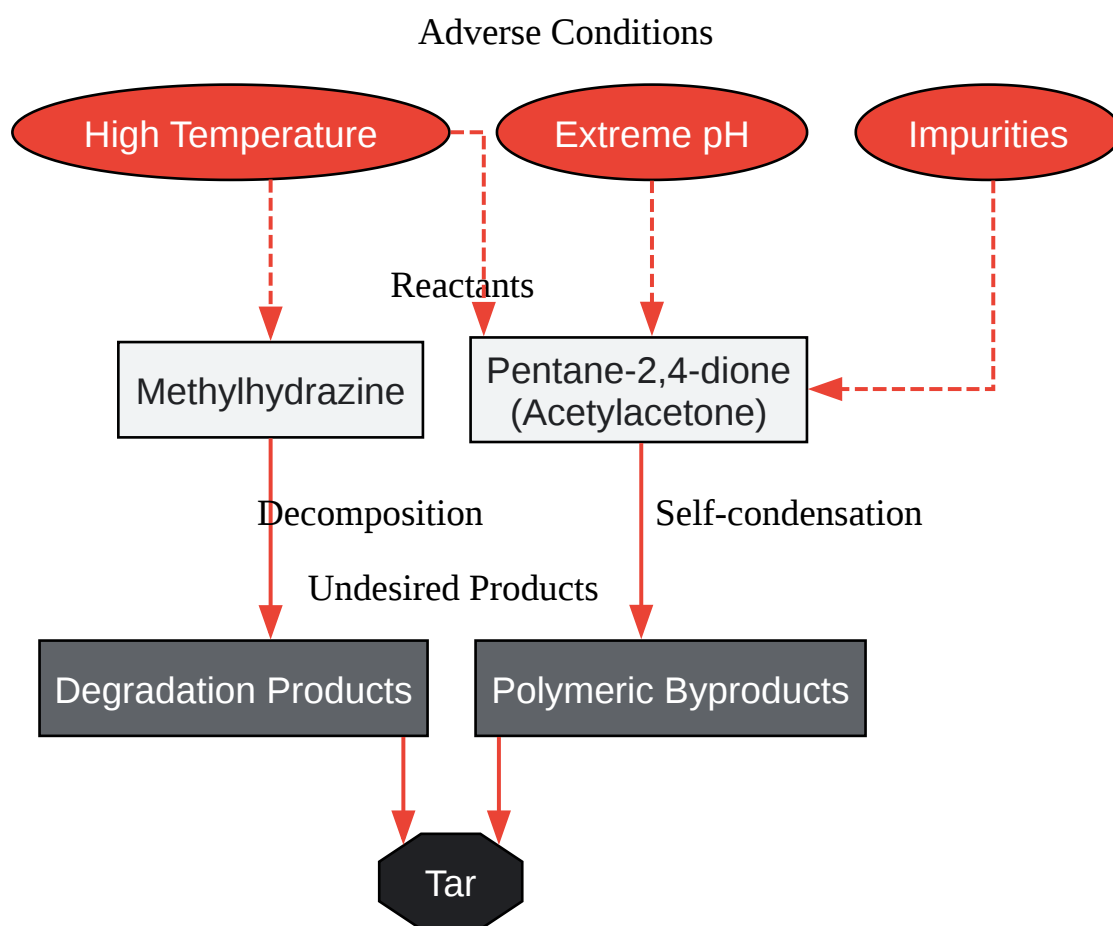 Adverse Conditions
High Temperature
Extreme pH
Impurities
Reactants
Methylhydrazine
Pentane-2,4-dione
(Acetylacetone)
Decomposition
Self-condensation
Undesired Products
Degradation Products
Polymeric Byproducts
Tar